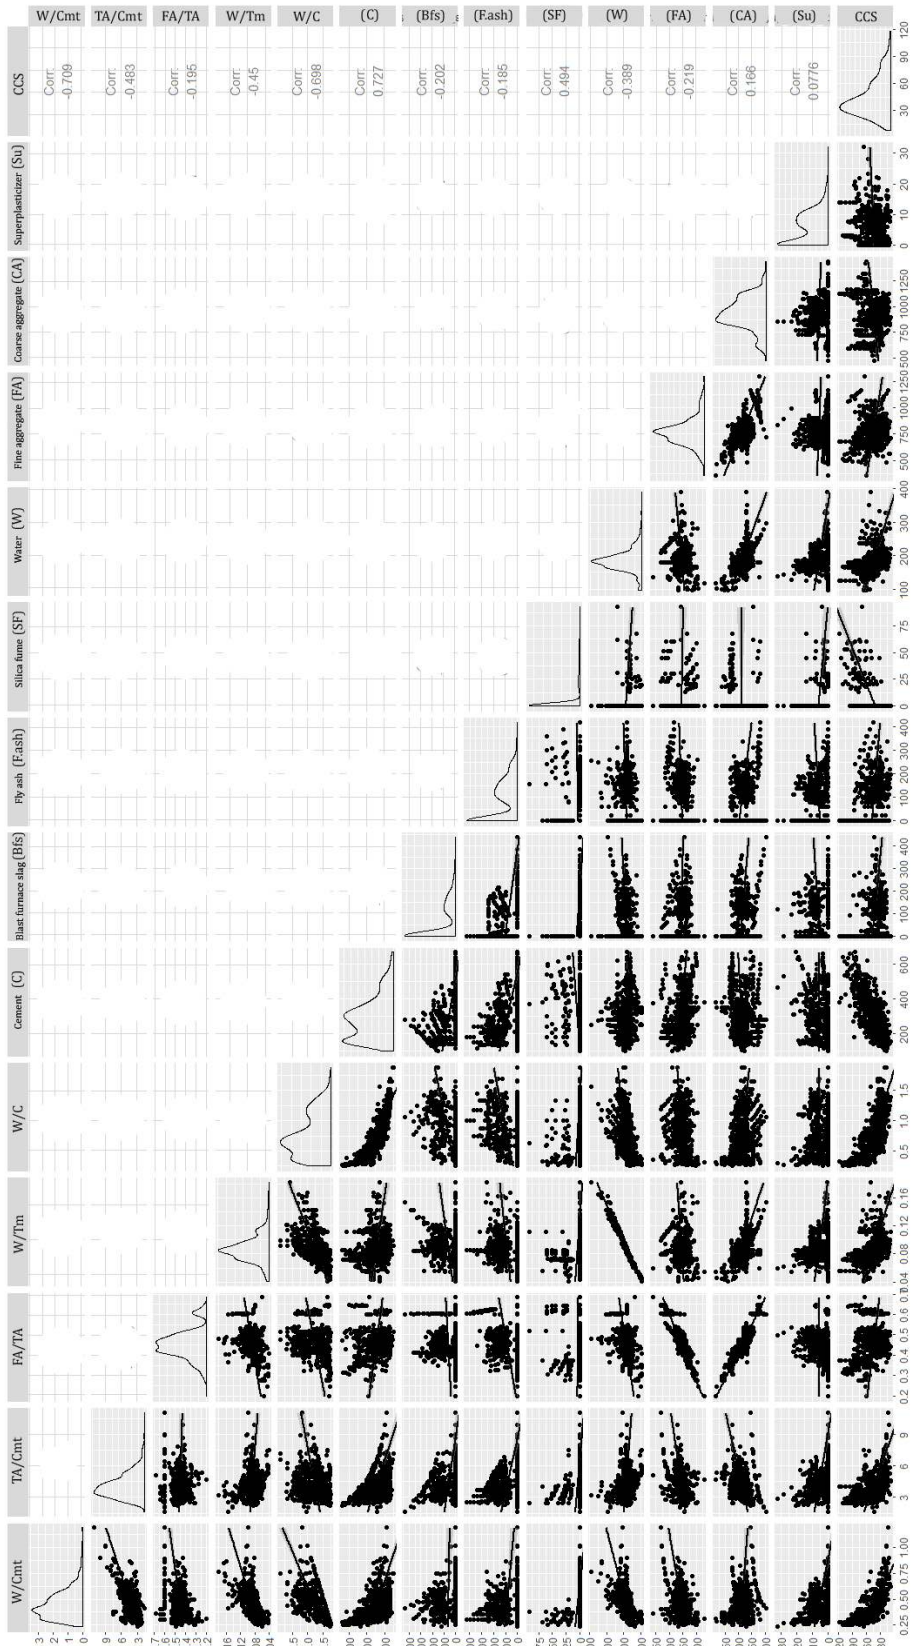 W/Cmt
TA/Cmt
FA/TA
W/Tm
W/C
(C)
(Bfs)
(F.ash)
(SF)
(W)
(FA)
(CA)
(Su)
CCS
CCS
Corr:
-0.709
Corr:
-0.483
Corr:
-0.195
Corr:
-0.45
Corr:
-0.698
Corr:
0.727
Corr:
-0.202
Corr:
-0.185
Corr:
0.494
Corr:
-0.389
Corr:
-0.219
Corr:
0.166
Corr:
0.0776
30 60 90 120
Superplasticizer (Su)
0 10 20 30
Coarse aggregate (CA)
500 750 1000 1250
Fine aggregate (FA)
500 750 1000 1250
Water (W)
100 200 300 400
Silica fume (SF)
0 25 50 75
Fly ash (F.ash)
0 100 200 300 400
Blast furnace slag (Bfs)
0 100 200 300 400
Cement (C)
200 400 600
W/C
0.5 1.0 1.5
W/Tm
0.04 0.08 0.12 0.16
FA/TA
0.2 0.3 0.4 0.5 0.6
TA/Cmt
3 6 9
W/Cmt
0.25 0.50 0.75 1.00
0 1 2 3
3 6 9